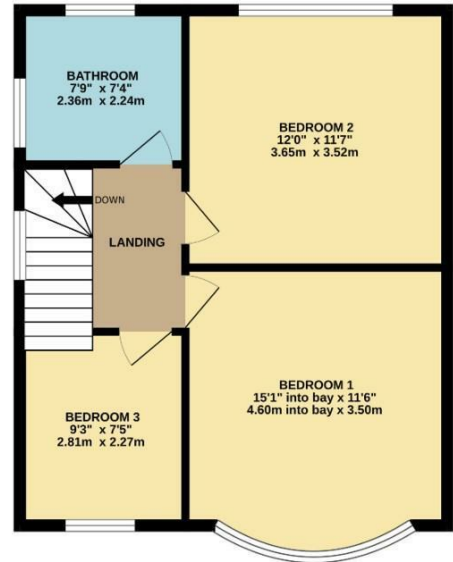 BATHROOM
7'9" x 7'4"
2.36m x 2.24m
BEDROOM 2
12'0" x 11'7"
3.65m x 3.52m
DOWN
LANDING
BEDROOM 1
15'1" into bay x 11'6"
4.60m into bay x 3.50m
BEDROOM 3
9'3" x 7'5"
2.81m x 2.27m